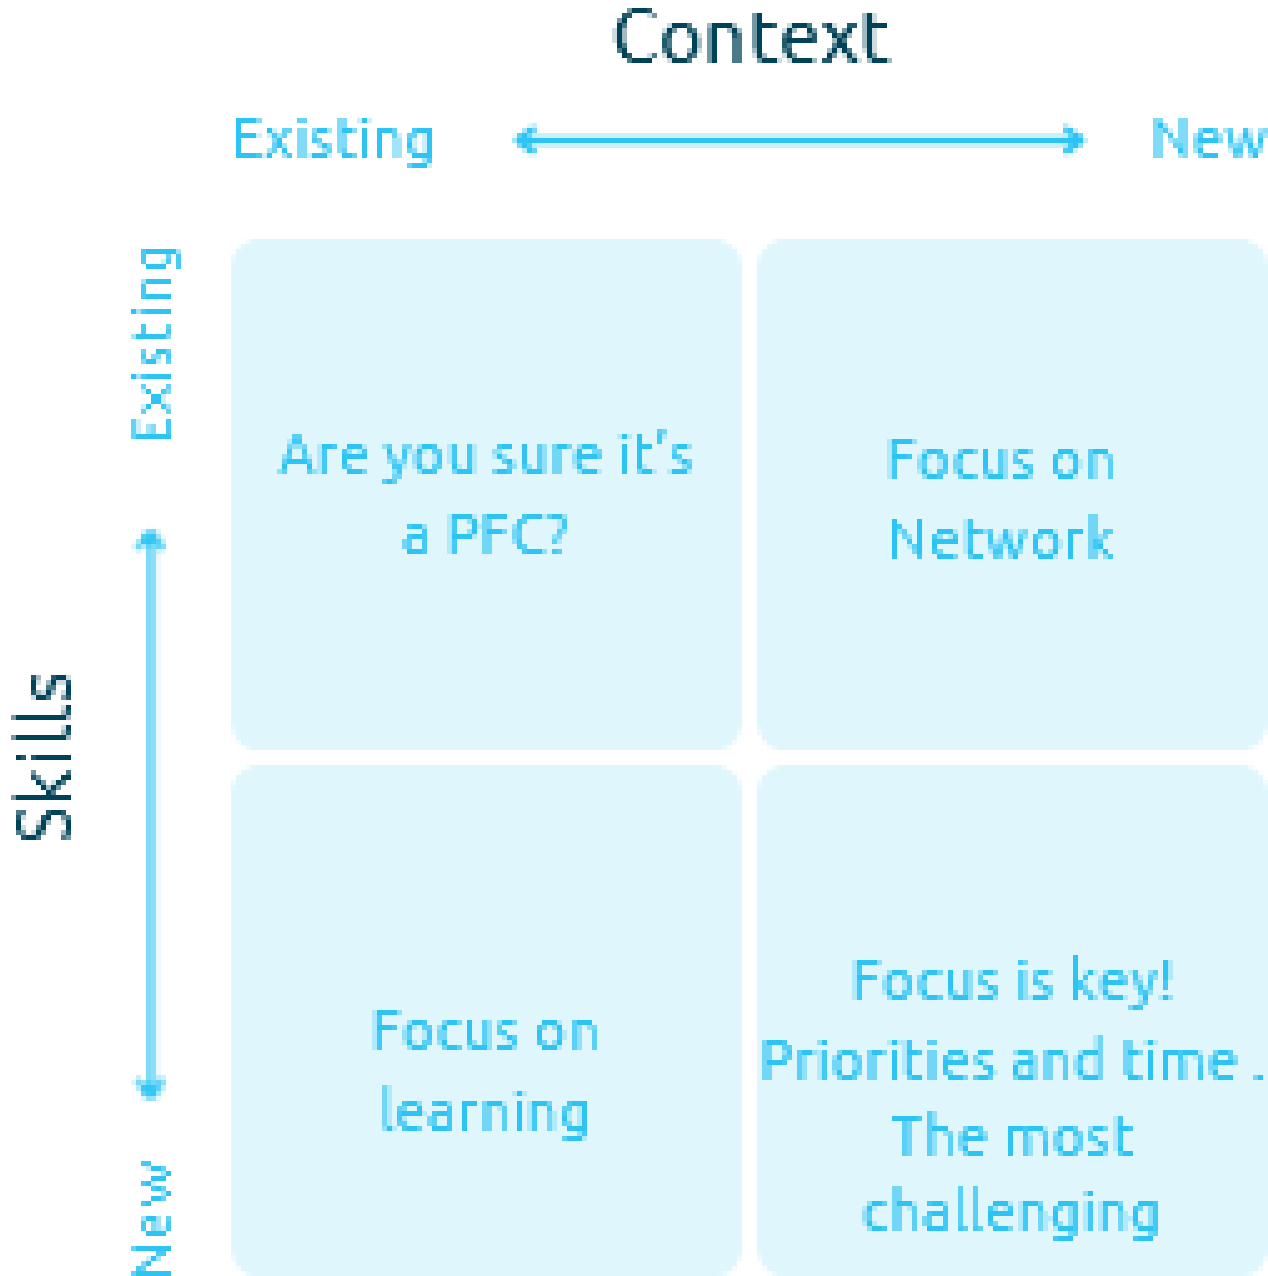 Context
Existing
New
Existing
Skills
New
Are you sure it's
a PFC?
Focus on
Network
Focus on
learning
Focus is key!
Priorities and time .
The most
challenging